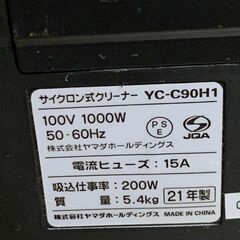 サイクロン式クリーナー YC-C90H1
100V 1000W
50-60Hz
PS
E
JQA
株式会社ヤマダホールディングス
電流ヒューズ：15A
吸込仕事率：200W
質 量：5.4kg 21年製
株式会社ヤマダホールディングス MADE IN CHINA